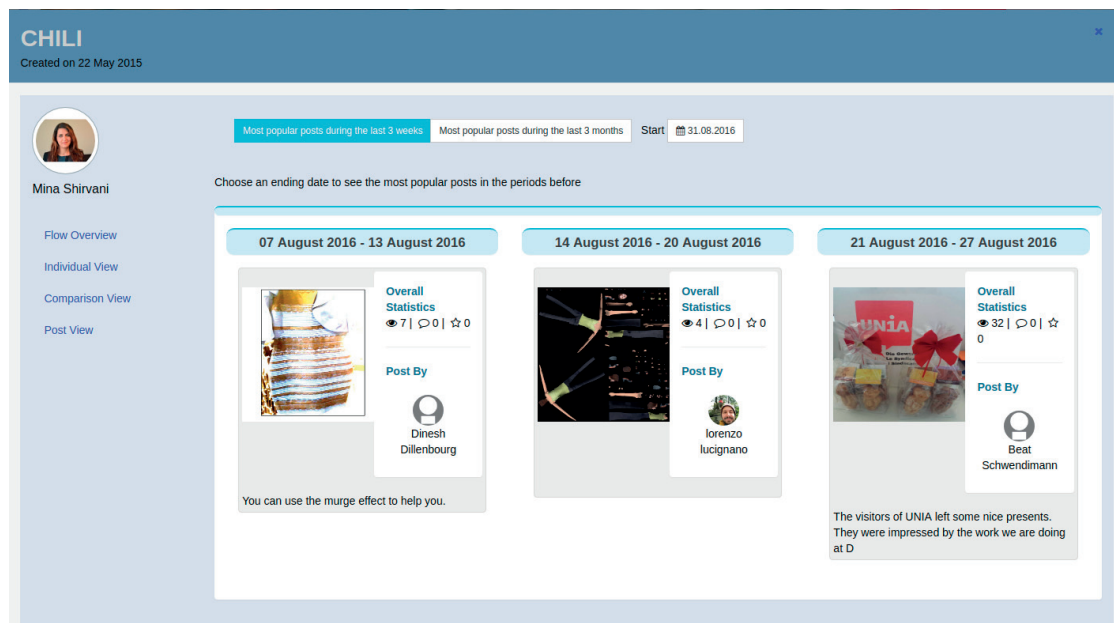 CHILI
Created on 22 May 2015
Mina Shirvani
Flow Overview
Individual View
Comparison View
Post View
Most popular posts during the last 3 weeks
Most popular posts during the last 3 months
Start
31.08.2016
Choose an ending date to see the most popular posts in the periods before
07 August 2016 - 13 August 2016
Overall
Statistics
7 | 0 | 0
Post By
Dinesh
Dillenbourg
You can use the murge effect to help you.
14 August 2016 - 20 August 2016
Overall
Statistics
4 | 0 | 0
Post By
lorenzo
lucignano
21 August 2016 - 27 August 2016
UNiA
Overall
Statistics
32 | 0 |
0
Post By
Beat
Schwendimann
The visitors of UNIA left some nice presents.
They were impressed by the work we are doing
at D